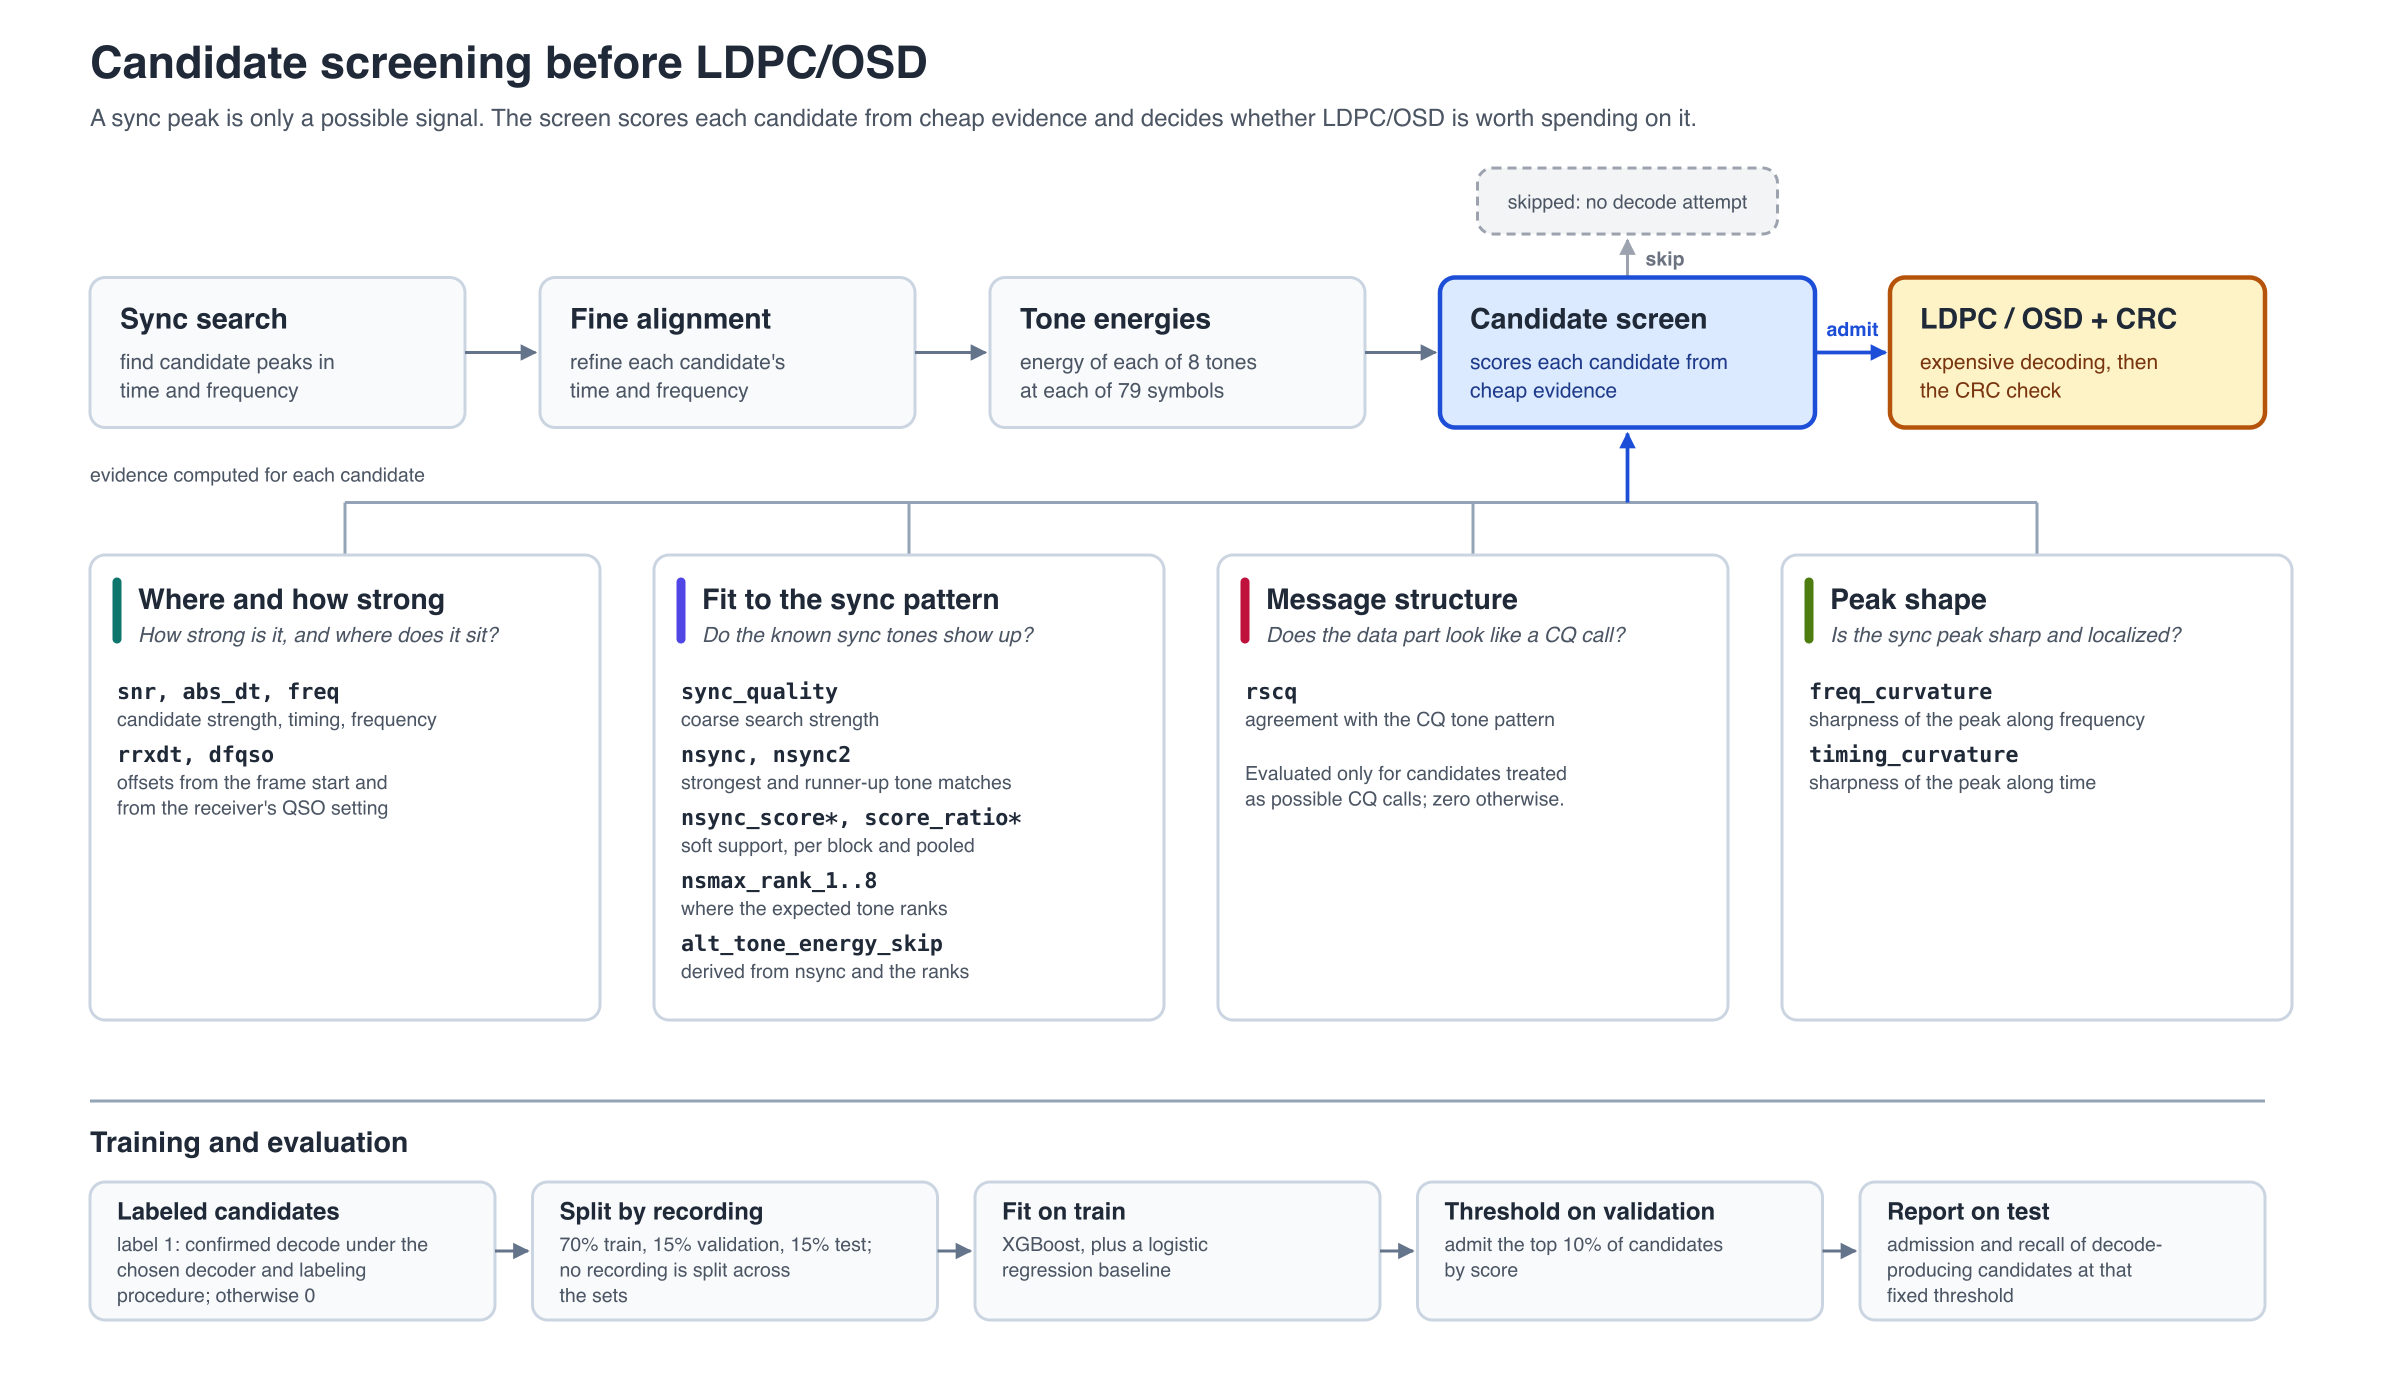 Candidate screening before LDPC/OSD
A sync peak is only a possible signal. The screen scores each candidate from cheap evidence and decides whether LDPC/OSD is worth spending on it.
skipped: no decode attempt
skip
Sync search
find candidate peaks in
time and frequency
Fine alignment
refine each candidate's
time and frequency
Tone energies
energy of each of 8 tones
at each of 79 symbols
Candidate screen
scores each candidate from
cheap evidence
admit
LDPC / OSD + CRC
expensive decoding, then
the CRC check
evidence computed for each candidate
Where and how strong
How strong is it, and where does it sit?
snr, abs_dt, freq
candidate strength, timing, frequency
rrxdt, dfqso
offsets from the frame start and
from the receiver's QSO setting
Fit to the sync pattern
Do the known sync tones show up?
sync_quality
coarse search strength
nsync, nsync2
strongest and runner-up tone matches
nsync_score*, score_ratio*
soft support, per block and pooled
nsmax_rank_1..8
where the expected tone ranks
alt_tone_energy_skip
derived from nsync and the ranks
Message structure
Does the data part look like a CQ call?
rscq
agreement with the CQ tone pattern
Evaluated only for candidates treated
as possible CQ calls; zero otherwise.
Peak shape
Is the sync peak sharp and localized?
freq_curvature
sharpness of the peak along frequency
timing_curvature
sharpness of the peak along time
Training and evaluation
Labeled candidates
label 1: confirmed decode under the
chosen decoder and labeling
procedure; otherwise 0
Split by recording
70% train, 15% validation, 15% test;
no recording is split across
the sets
Fit on train
XGBoost, plus a logistic
regression baseline
Threshold on validation
admit the top 10% of candidates
by score
Report on test
admission and recall of decode-
producing candidates at that
fixed threshold